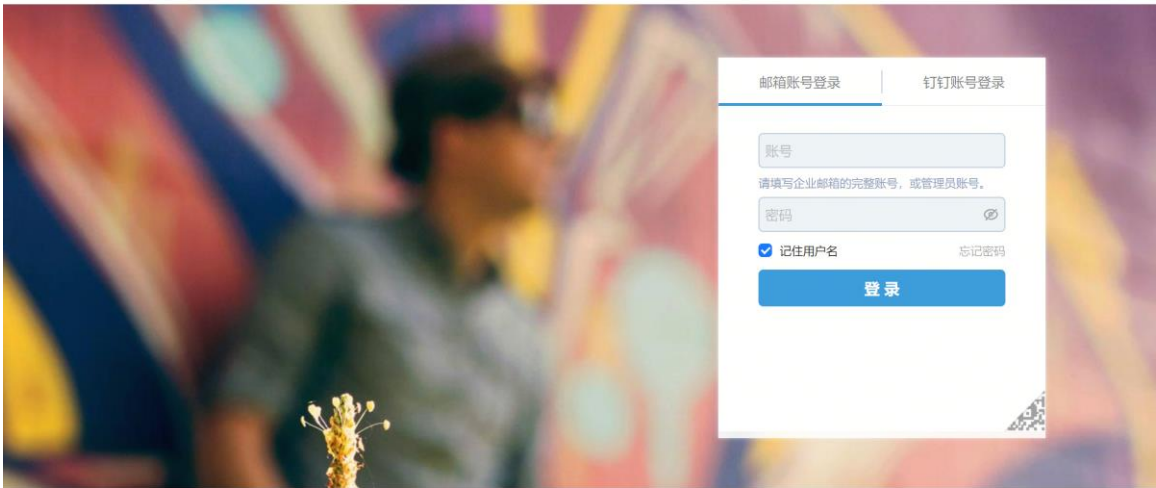 邮箱账号登录
钉钉账号登录
账号
请填写企业邮箱的完整账号，或管理员账号。
密码
记住用户名
忘记密码
登录